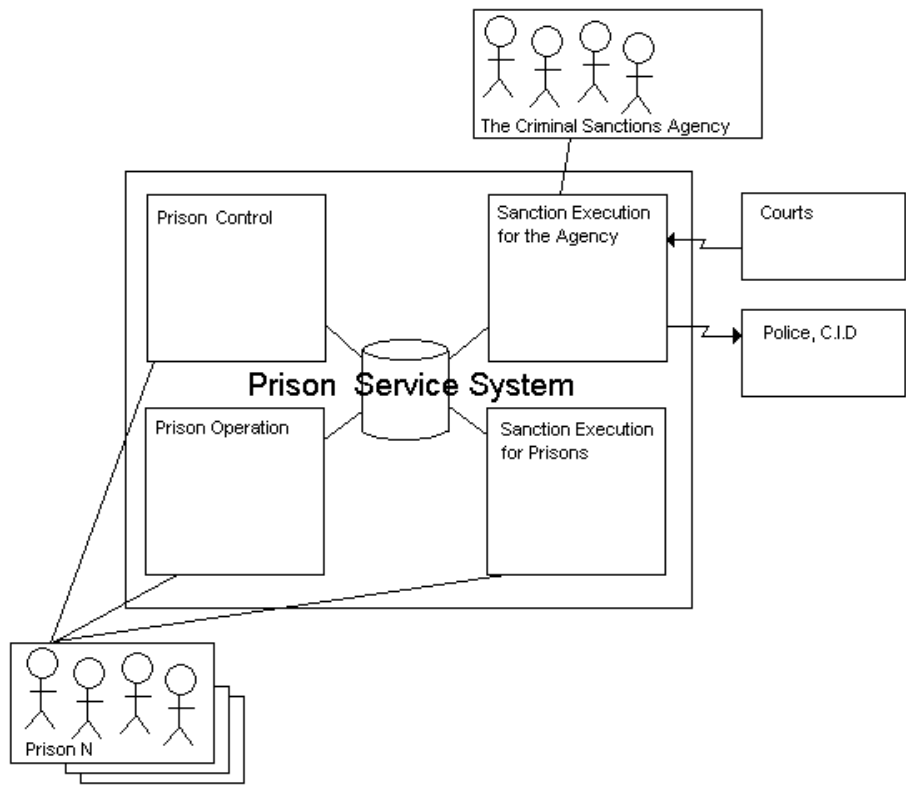 The Criminal Sanctions Agency
Prison Control
Sanction Execution
for the Agency
Courts
Police, C.I.D
Prison Service System
Prison Operation
Sanction Execution
for Prisons
Prison N